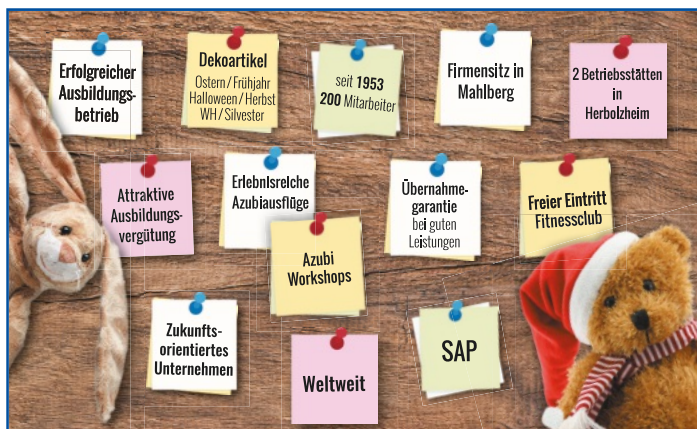 Erfolgreicher
Ausbildungs-
betrieb
Dekoartikel
Ostern / Frühjahr
Halloween / Herbst
WH / Silvester
seit 1953
200 Mitarbeiter
Firmensitz in
Mahlberg
2 Betriebsstätten
in
Herbolzheim
Attraktive
Ausbildungs-
vergütung
Erlebnisreiche
Azubiausflüge
Übernahme-
garantie
bei guten
Leistungen
Freier Eintritt
Fitnessclub
Azubi
Workshops
Zukunfts-
orientiertes
Unternehmen
Weltweit
SAP